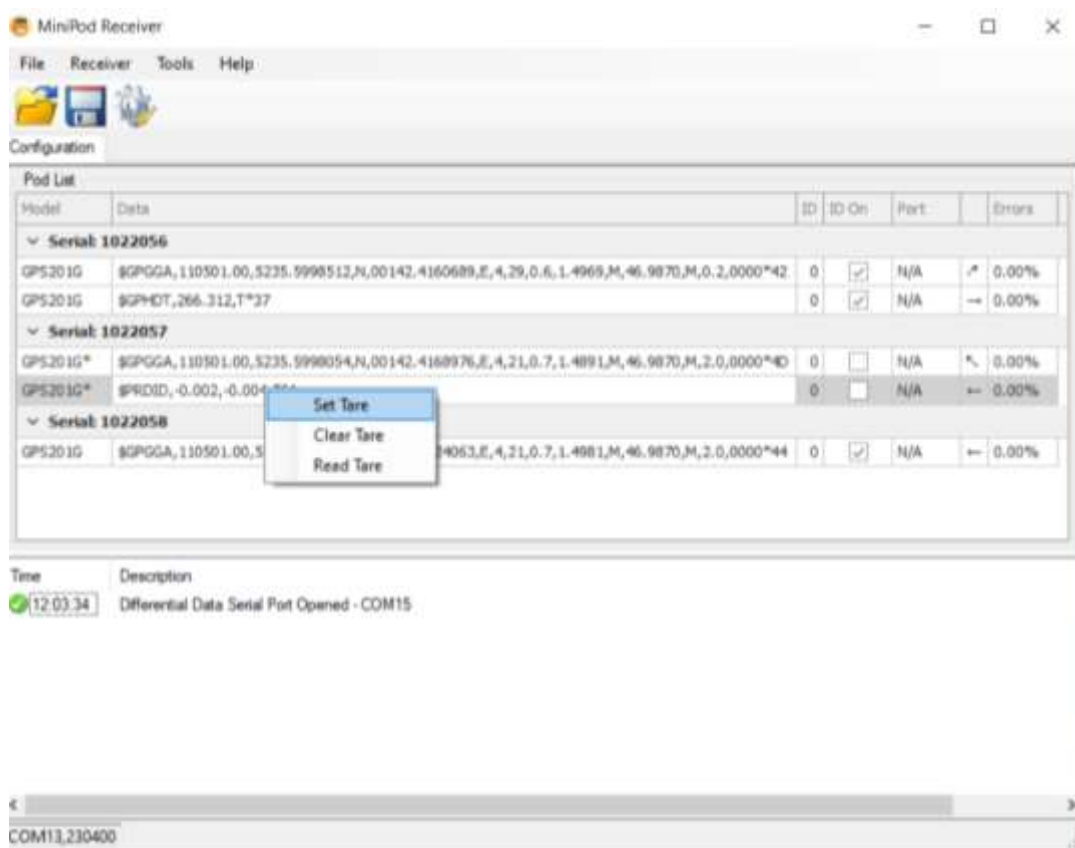 MiniPod Receiver
File Receiver Tools Help
Configuration
Pod List
Model Data ID ID On Port Errors
Serial: 1022056
GPS201G $GPGGA,110501.00,5235.5998512,N,00142.4160689,E,4,29,0.6,1.4969,M,46.9870,M,0.2,0000*42 0 N/A 0.00%
GPS201G $GPHDT,266.312,T*37 0 N/A 0.00%
Serial: 1022057
GPS201G* $GPGGA,110501.00,5235.5998054,N,00142.4168976,E,4,21,0.7,1.4891,M,46.9870,M,2.0,0000*4D 0 N/A 0.00%
GPS201G* $PRDID,-0.002,-0.004 0 N/A 0.00%
Set Tare
Serial: 1022058
Clear Tare
GPS201G $GPGGA,110501.00,5 4063,E,4,21,0.7,1.4981,M,46.9870,M,2.0,0000*44 0 N/A 0.00%
Read Tare
Time Description
12:03:34 Differential Data Serial Port Opened - COM15
COM13,230400